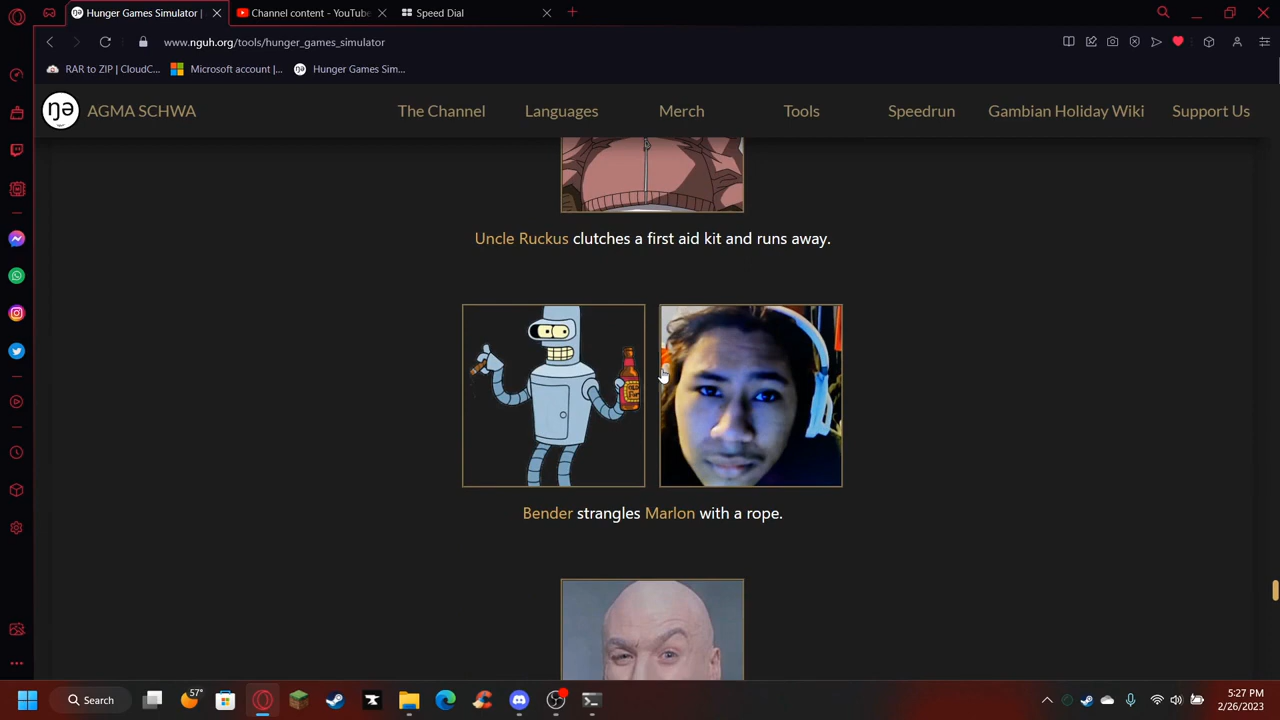 Hunger Games Simulator |
Channel content - YouTube
Speed Dial
www.nguh.org/tools/hunger_games_simulator
RAR to ZIP | CloudC...
Microsoft account |...
Hunger Games Sim...
ŋə
AGMA SCHWA
The Channel
Languages
Merch
Tools
Speedrun
Gambian Holiday Wiki
Support Us
Uncle Ruckus clutches a first aid kit and runs away.
Bender strangles Marlon with a rope.
57°
Search
5:27 PM
2/26/2023